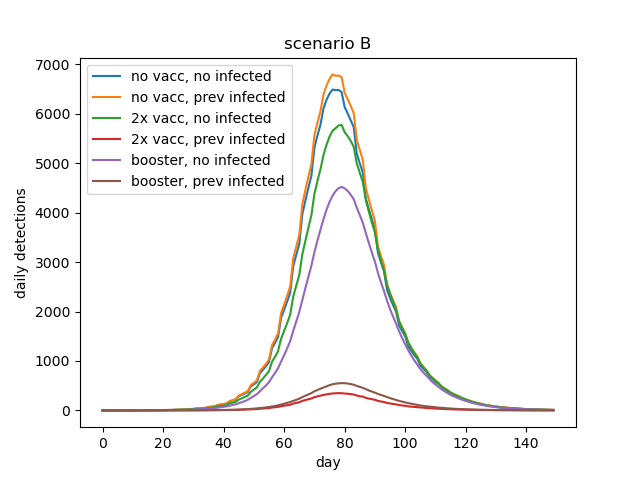 scenario B
7000
6000
5000
4000
3000
2000
1000
0
daily detections
no vacc, no infected
no vacc, prev infected
2x vacc, no infected
2x vacc, prev infected
booster, no infected
booster, prev infected
0 20 40 60 80 100 120 140
day